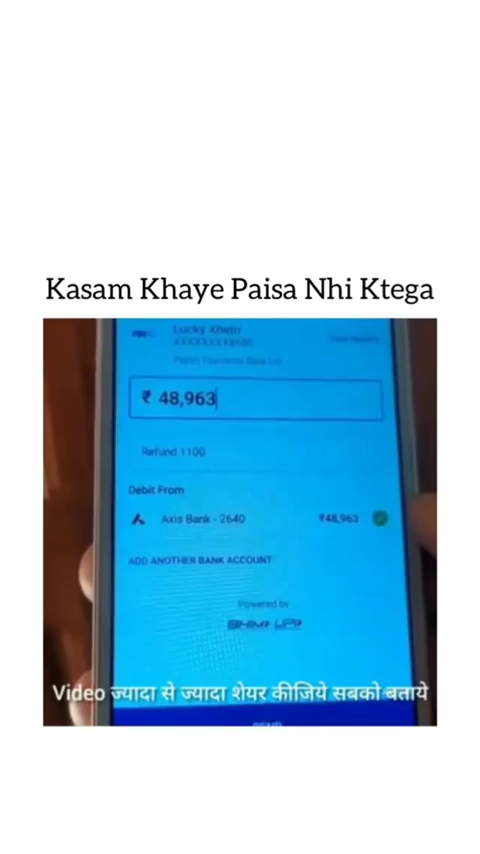 Kasam Khaye Paisa Nhi Ktega
Lucky Khetri
Paytm Payments Bank Ltd
₹ 48,963
Refund 1100
Debit From
Axis Bank - 2640 ₹48,963
ADD ANOTHER BANK ACCOUNT
Powered by
BHIM UPI
Video ज्यादा से ज्यादा शेयर कीजिये सबको बताये